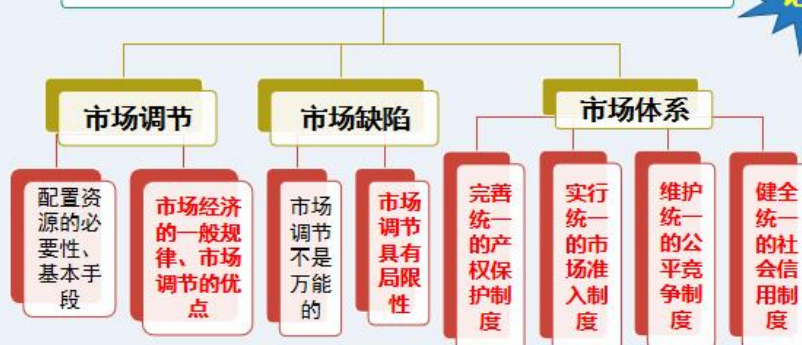 市场调节
市场缺陷
市场体系
配置资
源的必
要性、
基本手
段
市场经济
的一般规
律、市场
调节的优
点
市场
调节
不是
万能
的
市场
调节
具有
局限
性
完善
统一
的产
权保
护制
度
实行
统一
的市
场准
入制
度
维护
统一
的公
平竞
争制
度
健全
统一
的社
会信
用制
度